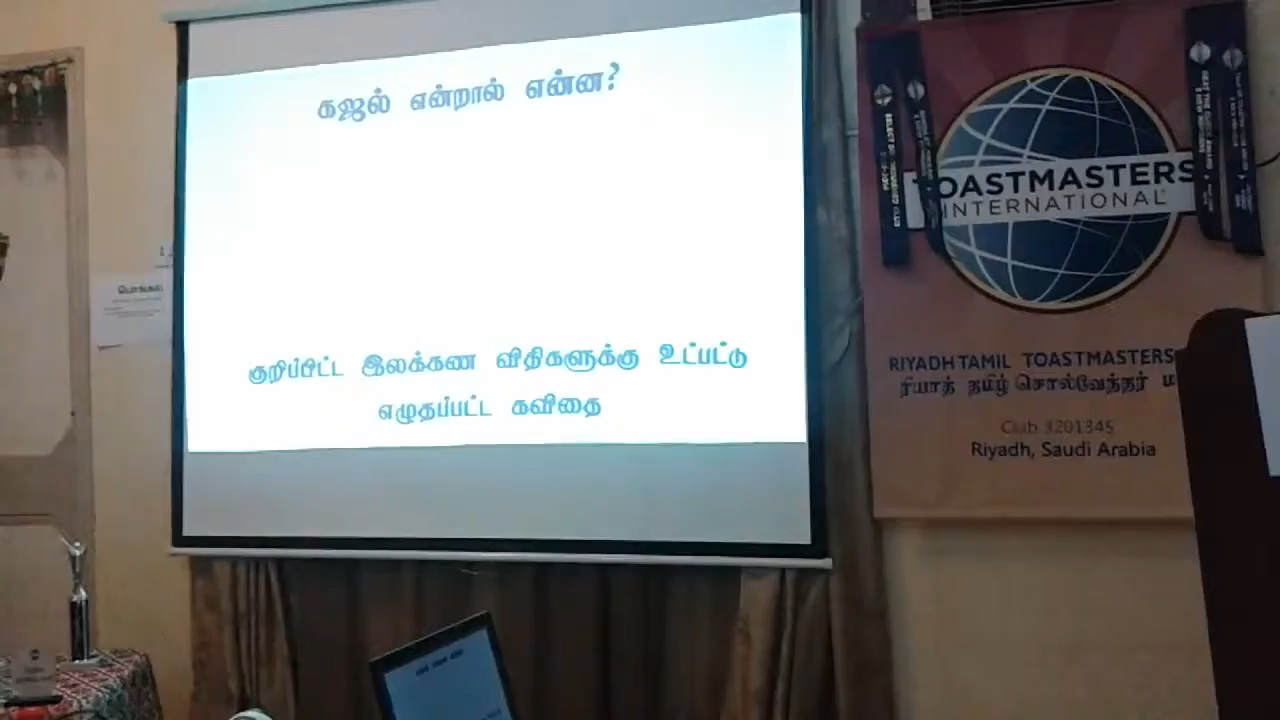 கஜல் என்றால் என்ன?
குறிப்பிட்ட இலக்கண விதிகளுக்கு உட்பட்டு
எழுதப்பட்ட கவிதை
பொங்கல்
TOASTMASTERS
INTERNATIONAL
RIYADH TAMIL TOASTMASTERS
ரியாத் தமிழ் சொல்வேந்தர்
Club 3201345
Riyadh, Saudi Arabia